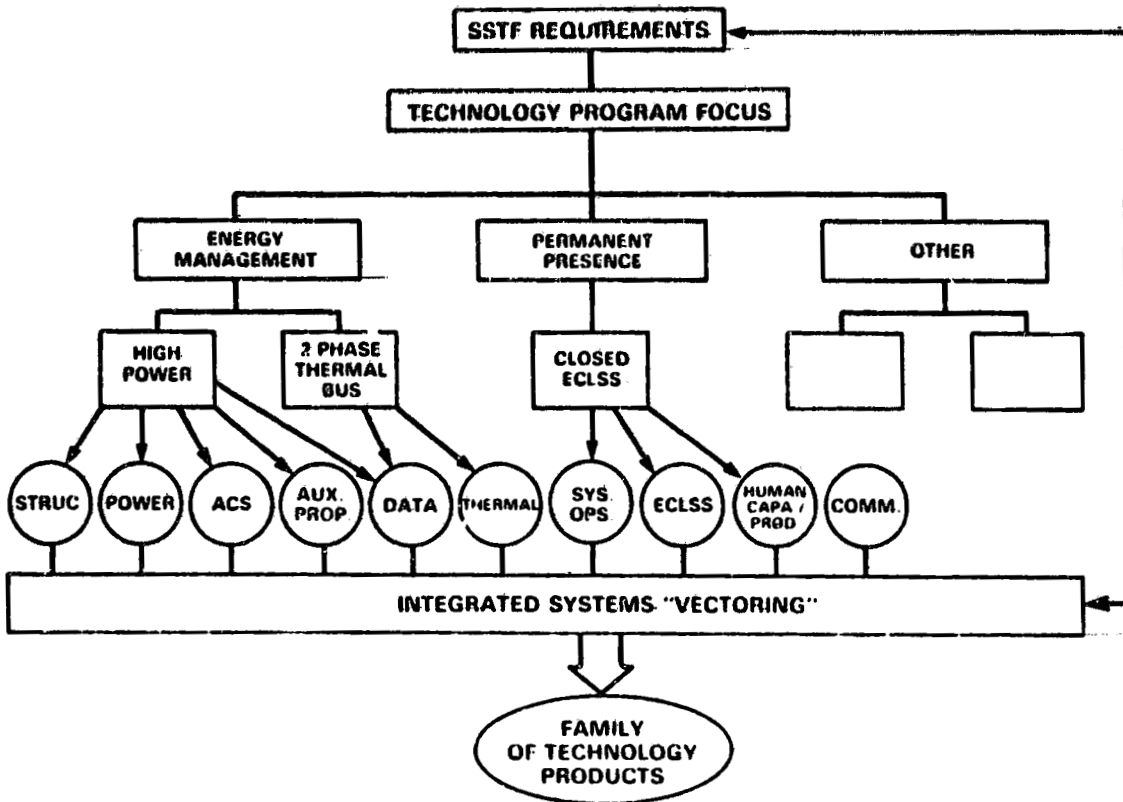 SSTF REQUIREMENTS
TECHNOLOGY PROGRAM FOCUS
ENERGY
MANAGEMENT
PERMANENT
PRESENCE
OTHER
HIGH
POWER
2 PHASE
THERMAL
BUS
CLOSED
ECLSS
STRUC
POWER
ACS
AUX.
PROP.
DATA
THERMAL
SYS.
OPS
ECLSS
HUMAN
CAPA /
PROD
COMM.
INTEGRATED SYSTEMS "VECTORING"
FAMILY
OF TECHNOLOGY
PRODUCTS